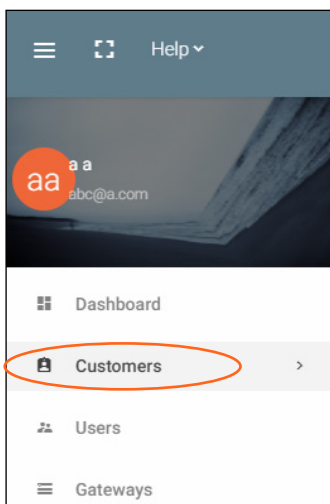 Help
a a
aa
abc@a.com
Dashboard
Customers
Users
Gateways